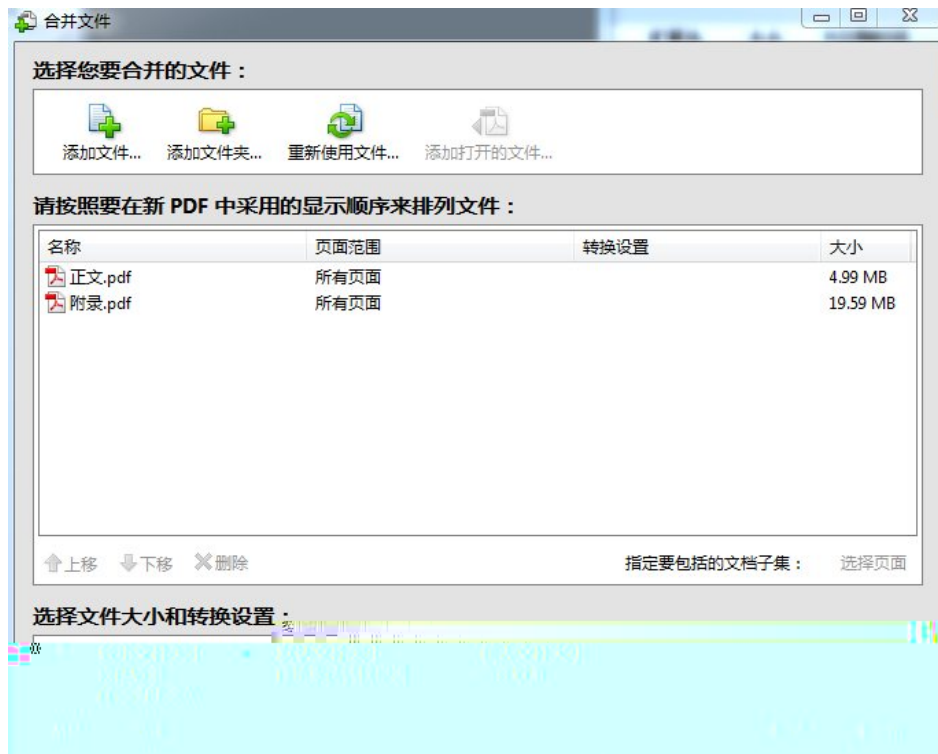 合并文件
选择您要合并的文件：
添加文件... 添加文件夹... 重新使用文件... 添加打开的文件...
请按照要在新 PDF 中采用的显示顺序来排列文件：
名称 页面范围 转换设置 大小
正文.pdf 所有页面 4.99 MB
附录.pdf 所有页面 19.59 MB
上移 下移 删除 指定要包括的文档子集： 选择页面
选择文件大小和转换设置：